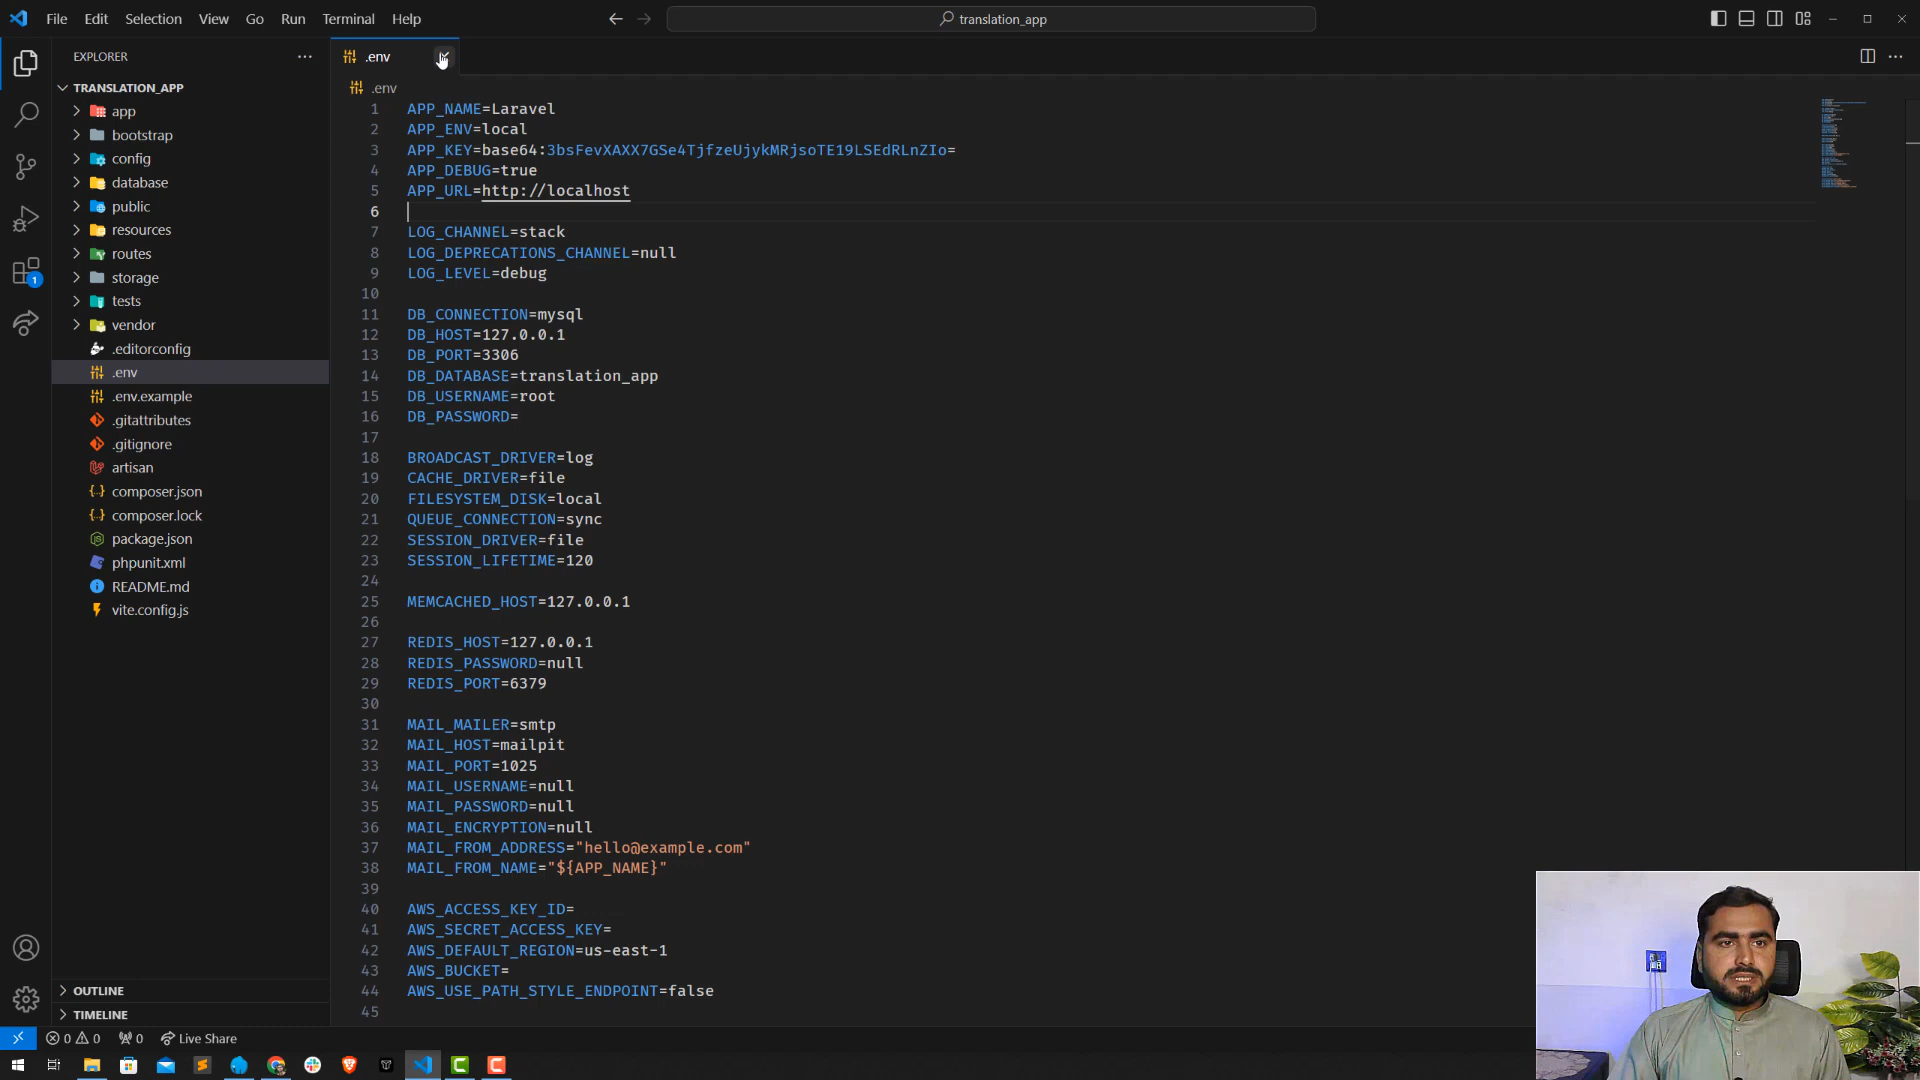 File Edit Selection View Go Run Terminal Help
translation_app
EXPLORER
TRANSLATION_APP
app
bootstrap
config
database
public
resources
routes
storage
tests
vendor
.editorconfig
.env
.env.example
.gitattributes
.gitignore
artisan
composer.json
composer.lock
package.json
phpunit.xml
README.md
vite.config.js
OUTLINE
TIMELINE
1
.env
.env
1 APP_NAME=Laravel
2 APP_ENV=local
3 APP_KEY=base64:3bsFevXAXX7GSe4TjfzeUjykMRjsoTE19LSEdRLnZIo=
4 APP_DEBUG=true
5 APP_URL=http://localhost
6
7 LOG_CHANNEL=stack
8 LOG_DEPRECATIONS_CHANNEL=null
9 LOG_LEVEL=debug
10
11 DB_CONNECTION=mysql
12 DB_HOST=127.0.0.1
13 DB_PORT=3306
14 DB_DATABASE=translation_app
15 DB_USERNAME=root
16 DB_PASSWORD=
17
18 BROADCAST_DRIVER=log
19 CACHE_DRIVER=file
20 FILESYSTEM_DISK=local
21 QUEUE_CONNECTION=sync
22 SESSION_DRIVER=file
23 SESSION_LIFETIME=120
24
25 MEMCACHED_HOST=127.0.0.1
26
27 REDIS_HOST=127.0.0.1
28 REDIS_PASSWORD=null
29 REDIS_PORT=6379
30
31 MAIL_MAILER=smtp
32 MAIL_HOST=mailpit
33 MAIL_PORT=1025
34 MAIL_USERNAME=null
35 MAIL_PASSWORD=null
36 MAIL_ENCRYPTION=null
37 MAIL_FROM_ADDRESS="hello@example.com"
38 MAIL_FROM_NAME="${APP_NAME}"
39
40 AWS_ACCESS_KEY_ID=
41 AWS_SECRET_ACCESS_KEY=
42 AWS_DEFAULT_REGION=us-east-1
43 AWS_BUCKET=
44 AWS_USE_PATH_STYLE_ENDPOINT=false
45
0 0 0 Live Share